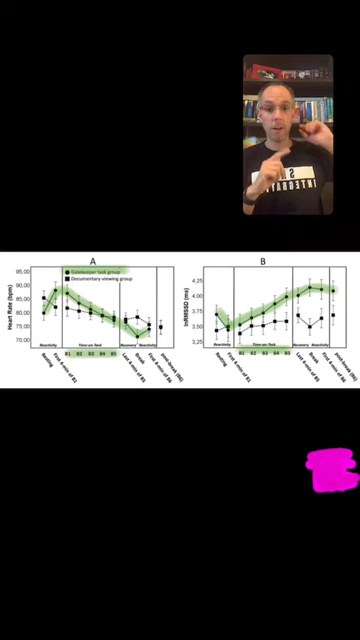 A
Gatekeeper task group
Documentary viewing group
Heart Rate (bpm)
95.00
90.00
85.00
80.00
75.00
70.00
Reactivity
Time-on-Task
Recovery
Reactivity
Resting
First 4-min of B1
B1
B2
B3
B4
B5
Last 4-min of B5
Break
First 4-min of B6
post-break (B6)
B
lnRMSSD (ms)
4.25
4.00
3.75
3.50
3.25
Reactivity
Time-on-Task
Recovery
Reactivity
Resting
First 4-min of B1
B1
B2
B3
B4
B5
Last 4-min of B5
Break
First 4-min of B6
post-break (B6)